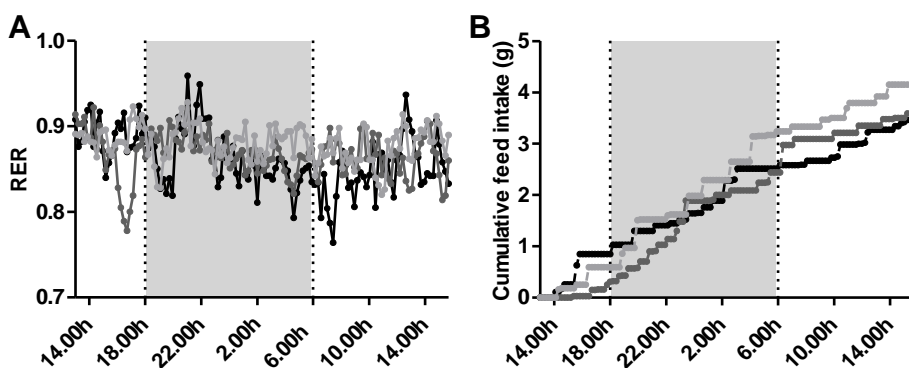 A
RER
1.0
0.9
0.8
0.7
14.00h
18.00h
22.00h
2.00h
6.00h
10.00h
14.00h
B
Cumulative feed intake (g)
5
4
3
2
1
0
14.00h
18.00h
22.00h
2.00h
6.00h
10.00h
14.00h